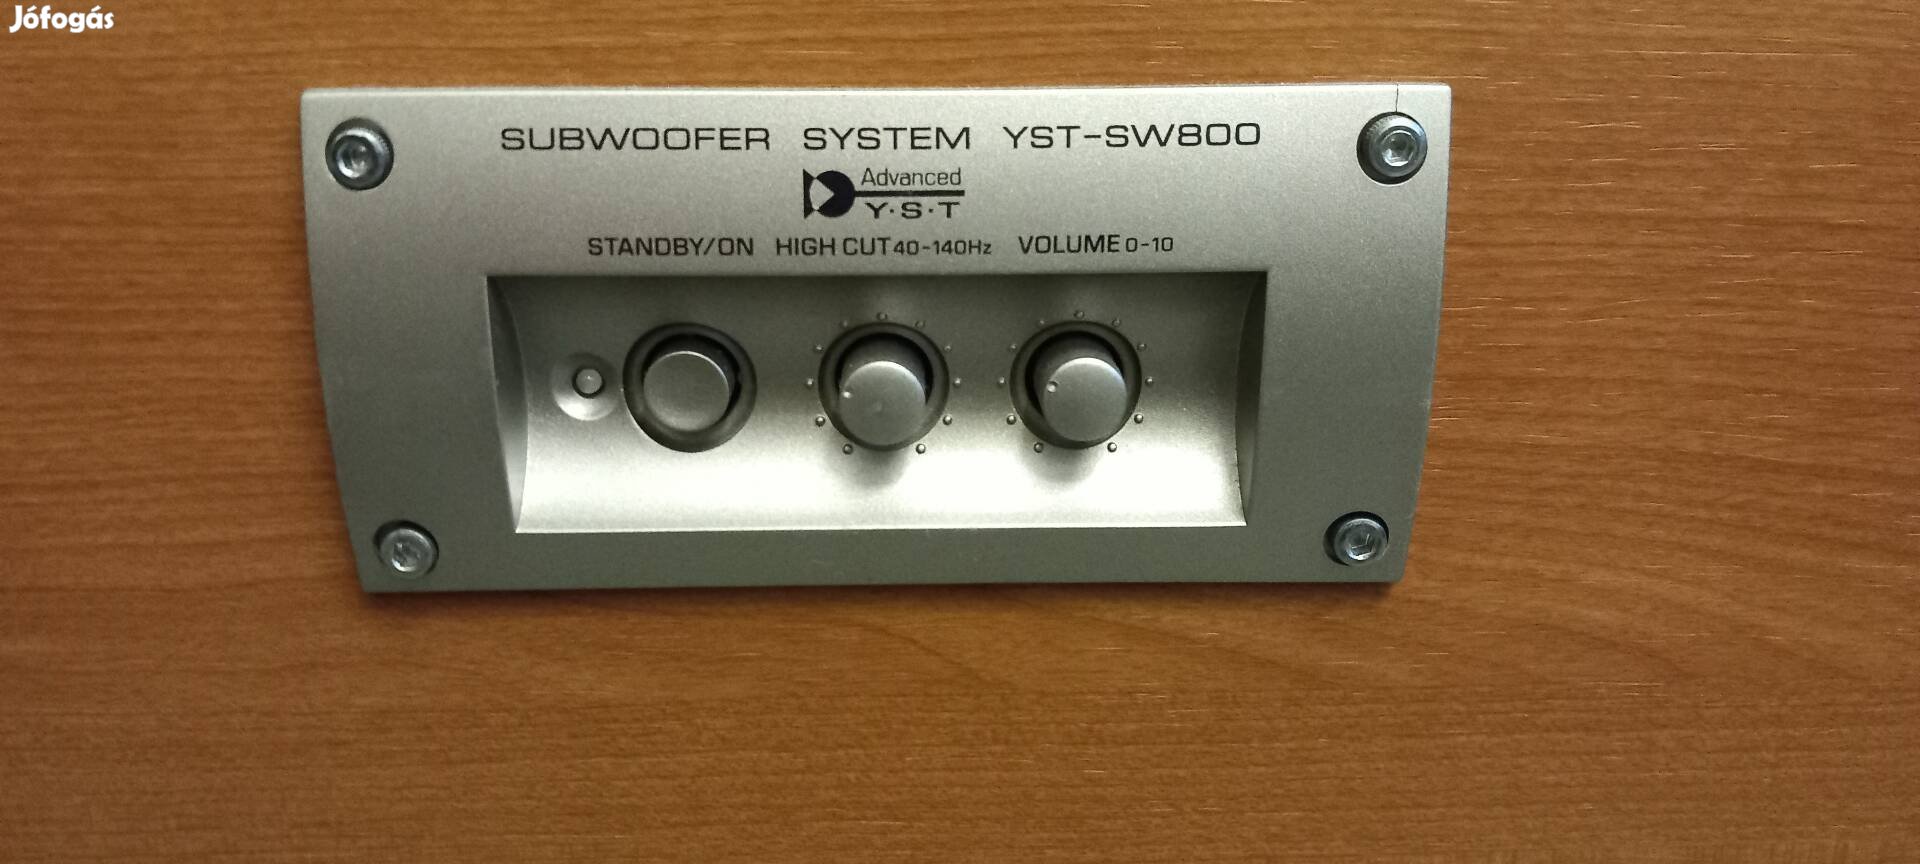 Jófogás
SUBWOOFER SYSTEM YST-SW800
Advanced
Y·S·T
STANDBY/ON HIGH CUT 40-140Hz VOLUME 0-10